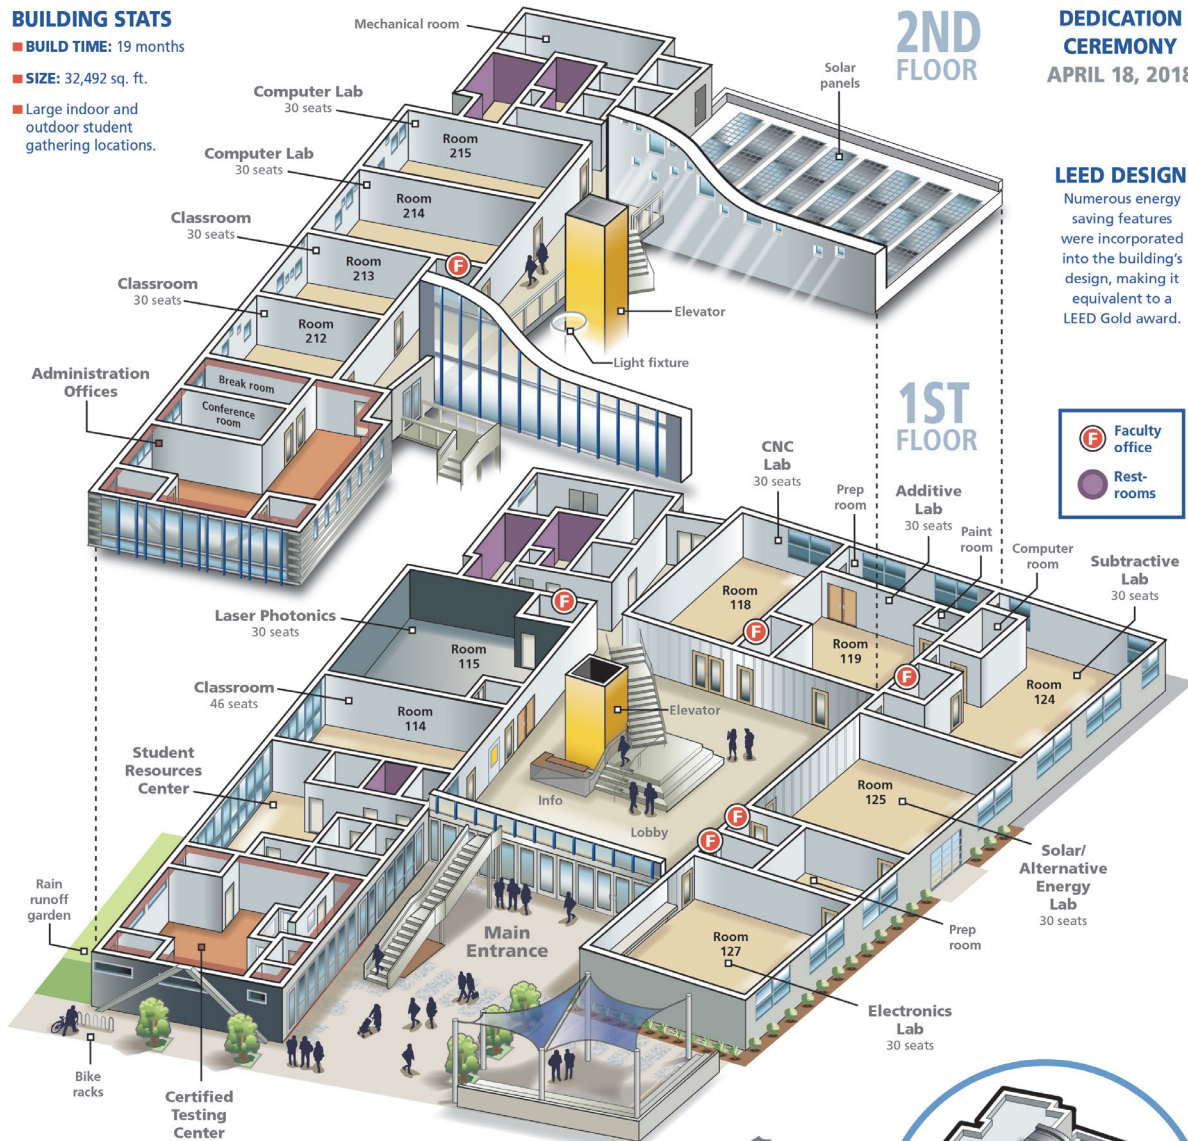 BUILDING STATS
BUILD TIME: 19 months
SIZE: 32,492 sq. ft.
Large indoor and
outdoor student
gathering locations.
2ND
FLOOR
DEDICATION
CEREMONY
APRIL 18, 2018
LEED DESIGN
Numerous energy
saving features
were incorporated
into the building's
design, making it
equivalent to a
LEED Gold award.
Mechanical room
Solar
panels
Computer Lab
30 seats
Room
215
Computer Lab
30 seats
Room
214
Classroom
30 seats
Room
213
F
Classroom
30 seats
Room
212
Elevator
Light fixture
Administration
Offices
Break room
Conference
room
1ST
FLOOR
F
Faculty
office
Rest-
rooms
CNC
Lab
30 seats
Prep
room
Additive
Lab
30 seats
Paint
room
Computer
room
Subtractive
Lab
30 seats
Room
118
F
Room
119
F
Room
124
Laser Photonics
30 seats
Room
115
F
Classroom
46 seats
Room
114
Elevator
Student
Resources
Center
Info
Lobby
F
F
Room
125
Solar/
Alternative
Energy
Lab
30 seats
Prep
room
Rain
runoff
garden
Main
Entrance
Room
127
Electronics
Lab
30 seats
Bike
racks
Certified
Testing
Center